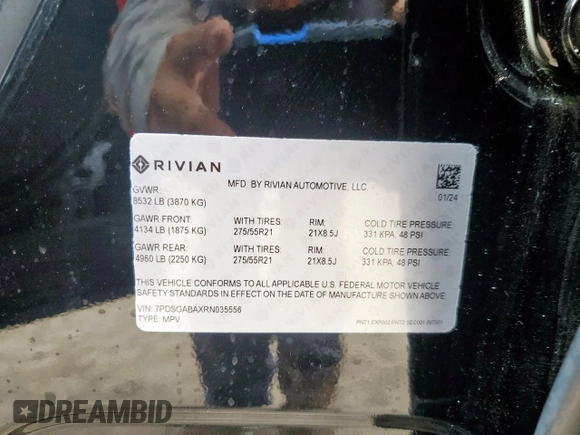 RIVIAN
MFD. BY RIVIAN AUTOMOTIVE, LLC.
01/24
GVWR:
8532 LB (3870 KG)
GAWR FRONT: WITH TIRES: RIM: COLD TIRE PRESSURE:
4134 LB (1875 KG) 275/55R21 21X8.5J 331 KPA, 48 PSI
GAWR REAR: WITH TIRES: RIM: COLD TIRE PRESSURE:
4960 LB (2250 KG) 275/55R21 21X8.5J 331 KPA, 48 PSI
THIS VEHICLE CONFORMS TO ALL APPLICABLE U.S. FEDERAL MOTOR VEHICLE
SAFETY STANDARDS IN EFFECT ON THE DATE OF MANUFACTURE SHOWN ABOVE
VIN: 7PDSGABAXRN035556
TYPE: MPV
DREAMBID